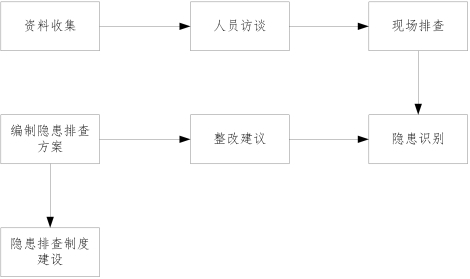 资料收集
人员访谈
现场排查
编制隐患排查
方案
整改建议
隐患识别
隐患排查制度
建设